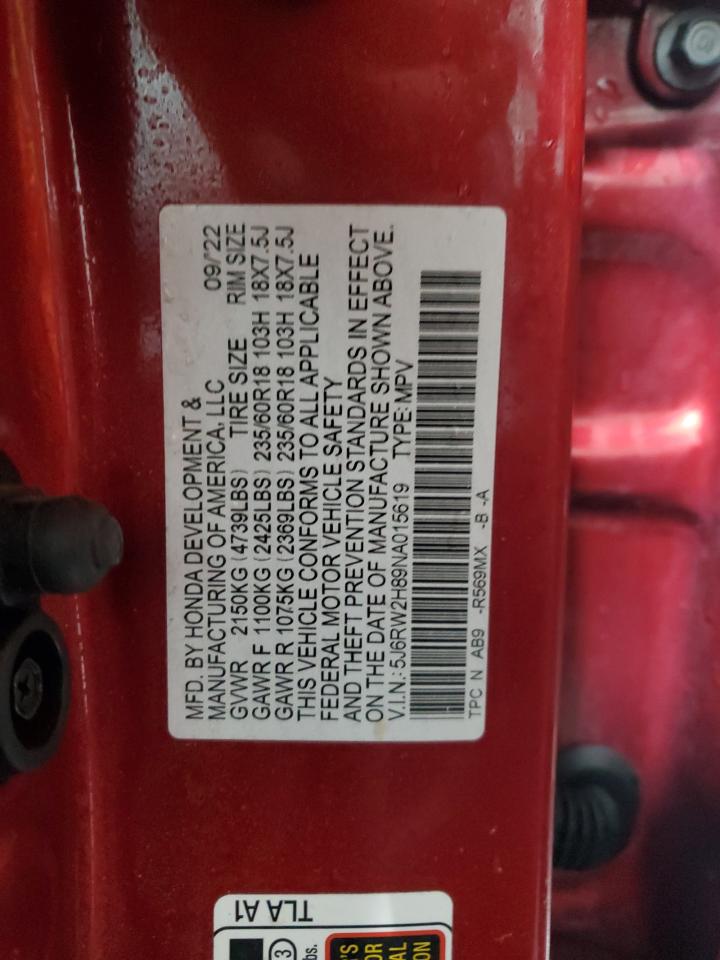 MFD. BY HONDA DEVELOPMENT &
MANUFACTURING OF AMERICA, LLC 09/'22
GVWR 2150KG (4739LBS) TIRE SIZE RIM SIZE
GAWR F 1100KG (2425LBS) 235/60R18 103H 18X7.5J
GAWR R 1075KG (2369LBS) 235/60R18 103H 18X7.5J
THIS VEHICLE CONFORMS TO ALL APPLICABLE
FEDERAL MOTOR VEHICLE SAFETY
AND THEFT PREVENTION STANDARDS IN EFFECT
ON THE DATE OF MANUFACTURE SHOWN ABOVE.
V.I.N.: 5J6RW2H89NA015619 TYPE: MPV
TPC N AB9 -R569MX -B -A
TLA A1
3
lbs.